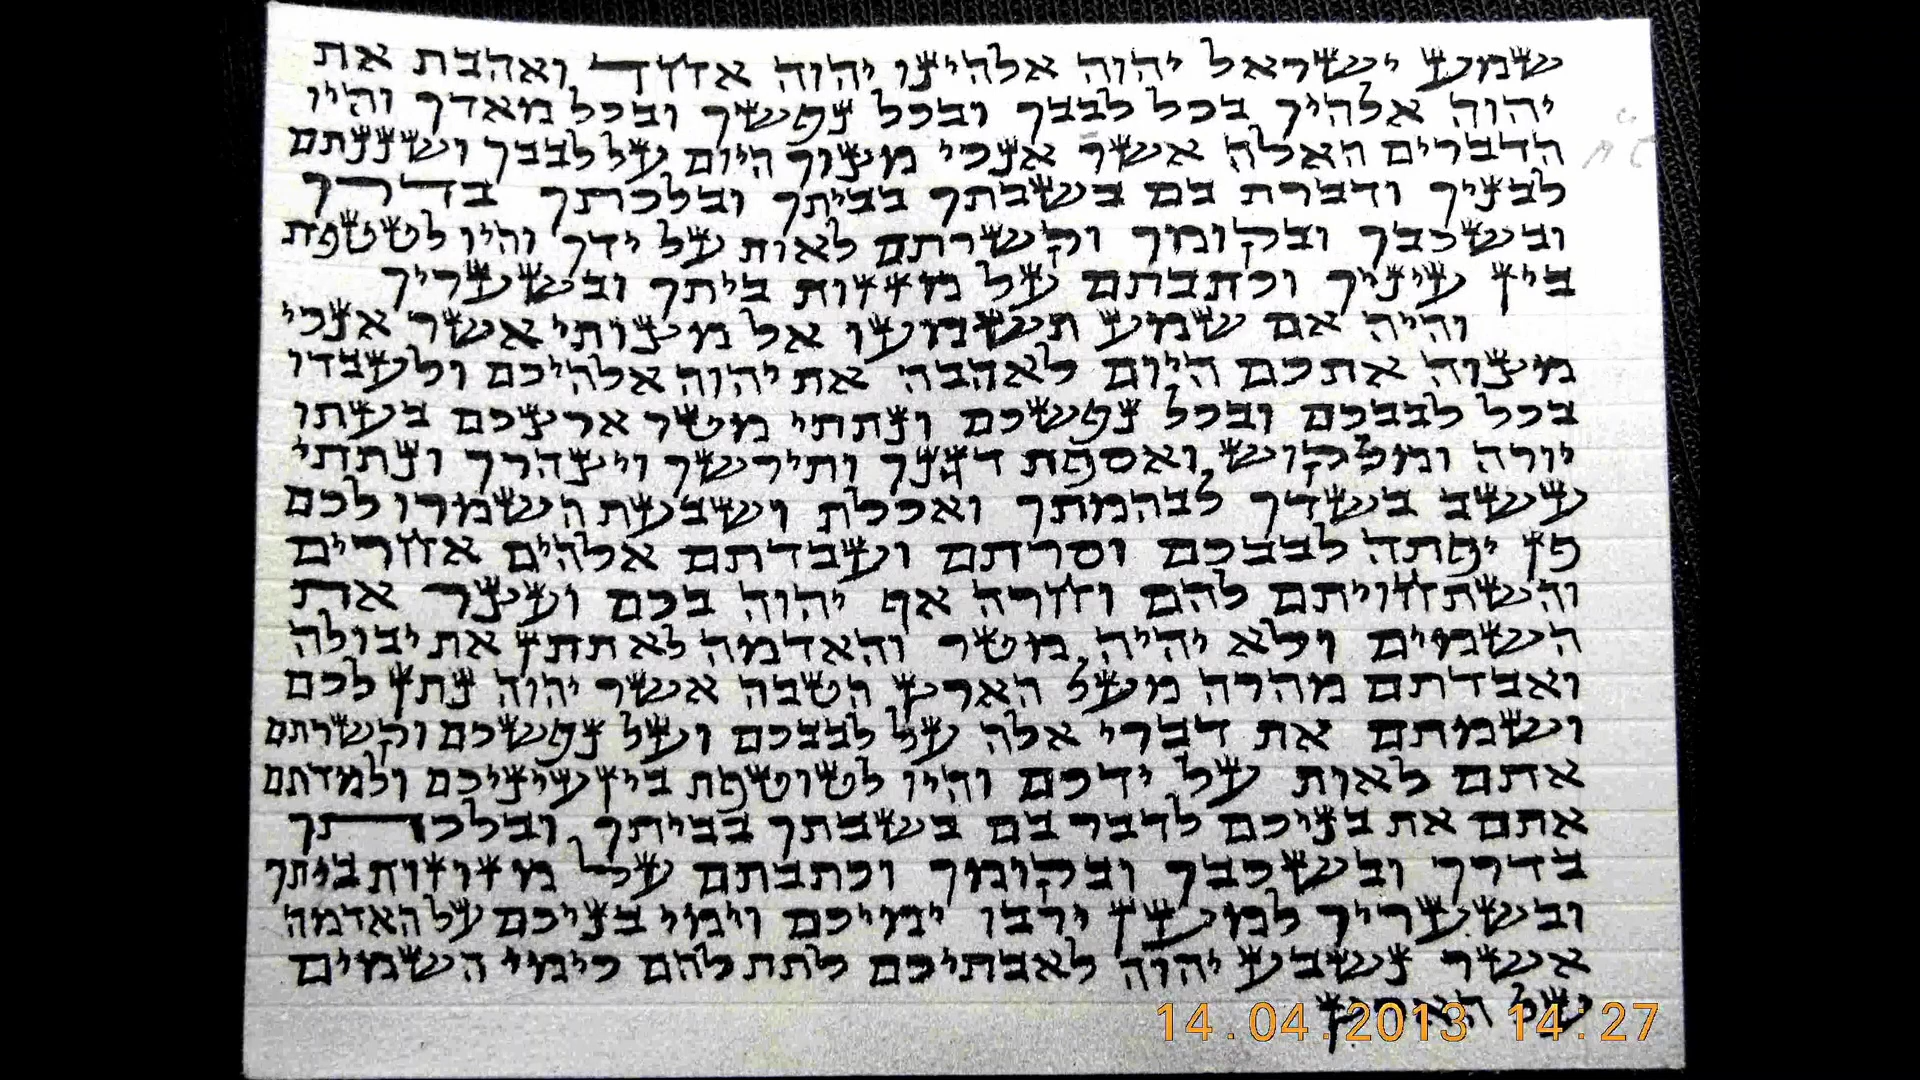 שמע ישראל יהוה אלהינו יהוה אחד ואהבת את
יהוה אלהיך בכל לבבך ובכל נפשך ובכל מאדך והיו
הדברים האלה אשר אנכי מצוך היום על לבבך ושננתם
לבניך ודברת בם בשבתך בביתך ובלכתך בדרך
ובשכבך ובקומך וקשרתם לאות על ידך והיו לטטפת
בין עיניך וכתבתם על מזזות ביתך ובשעריך
והיה אם שמע תשמעו אל מצותי אשר אנכי
מצוה אתכם היום לאהבה את יהוה אלהיכם ולעבדו
בכל לבבכם ובכל נפשכם ונתתי מטר ארצכם בעתו
יורה ומלקוש ואספת דגנך ותירשך ויצהרך ונתתי
עשב בשדך לבהמתך ואכלת ושבעת השמרו לכם
פן יפתה לבבכם וסרתם ועבדתם אלהים אחרים
והשתחויתם להם וחרה אף יהוה בכם ועצר את
השמים ולא יהיה מטר והאדמה לא תתן את יבולה
ואבדתם מהרה מעל הארץ הטבה אשר יהוה נתן לכם
ושמתם את דברי אלה על לבבכם ועל נפשכם וקשרתם
אתם לאות על ידכם והיו לטוטפת בין עיניכם ולמדתם
אתם את בניכם לדבר בם בשבתך בביתך ובלכתך
בדרך ובשכבך ובקומך וכתבתם על מזוזות ביתך
ובשעריך למען ירבו ימיכם וימי בניכם על האדמה
אשר נשבע יהוה לאבתיכם לתת להם כימי השמים
על הארץ
14.04.2013 14:27